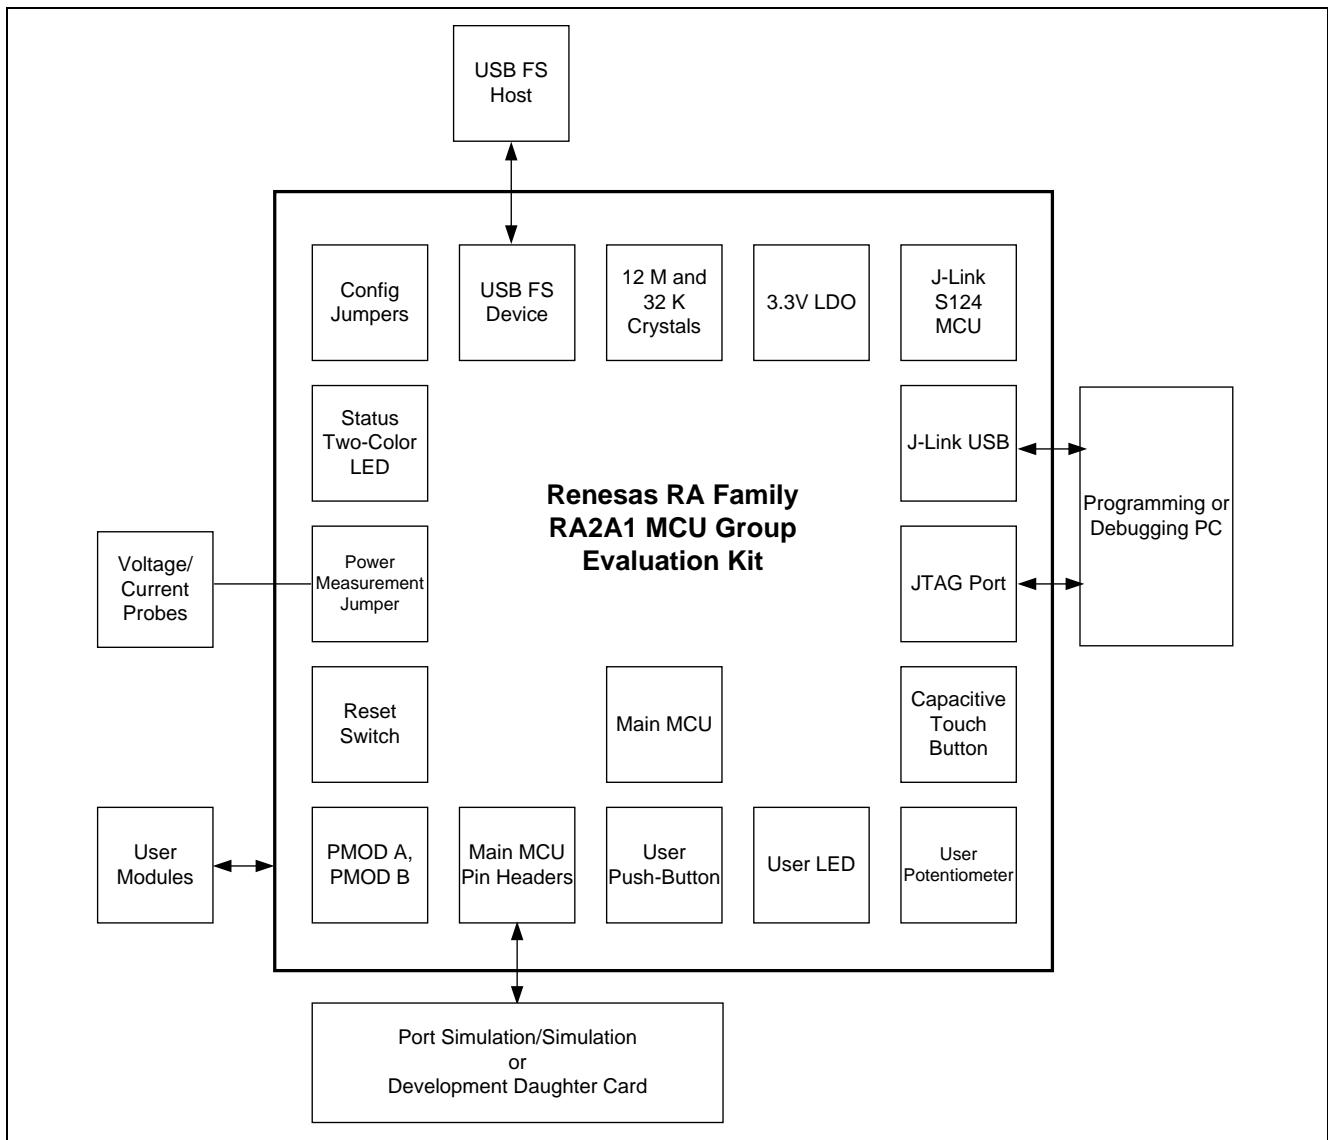 USB FS
Host
Config
Jumpers
USB FS
Device
12 M and
32 K
Crystals
3.3V LDO
J-Link
S124
MCU
Status
Two-Color
LED
J-Link USB
Renesas RA Family
RA2A1 MCU Group
Evaluation Kit
Programming or
Debugging PC
Voltage/
Current
Probes
Power
Measurement
Jumper
JTAG Port
Reset
Switch
Main MCU
Capacitive
Touch
Button
User
Modules
PMOD A,
PMOD B
Main MCU
Pin Headers
User
Push-Button
User LED
User
Potentiometer
Port Simulation/Simulation
or
Development Daughter Card